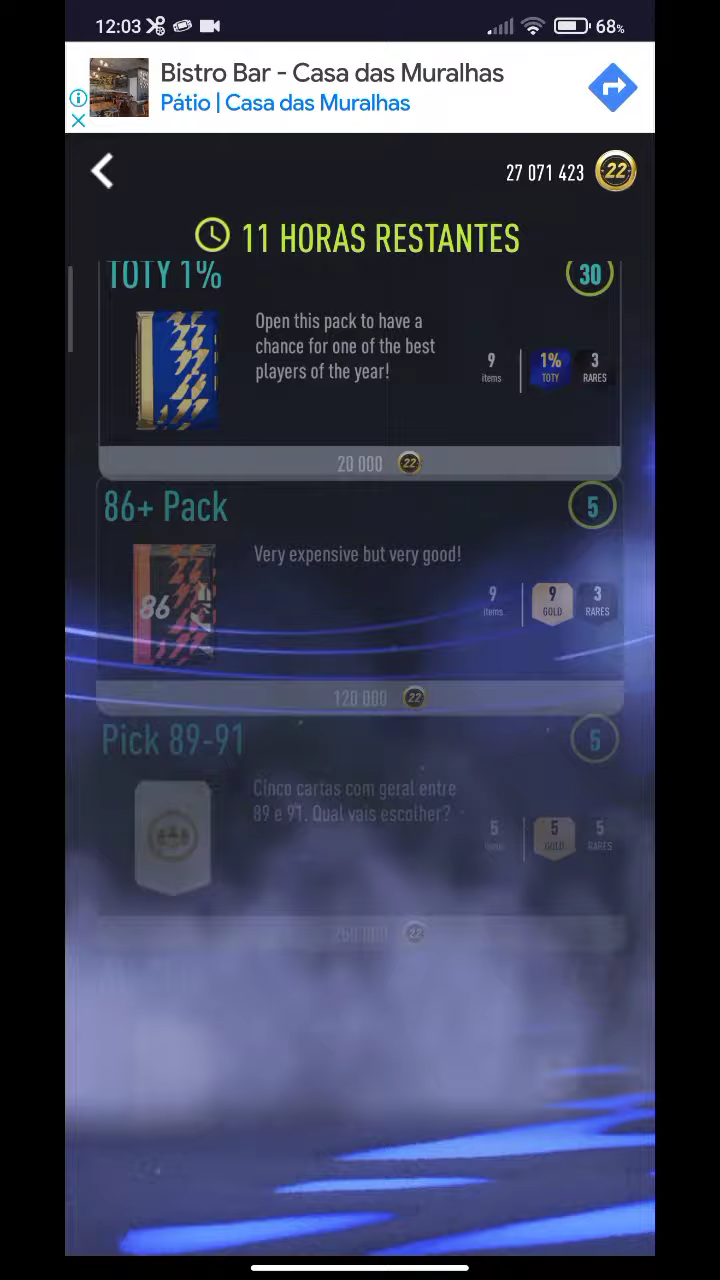 12:03 68%
Bistro Bar - Casa das Muralhas
Pátio | Casa das Muralhas
27 071 423 22
11 HORAS RESTANTES
TOTY 1% 30
Open this pack to have a
chance for one of the best
players of the year!
9 1% 3
items TOTY RARES
20 000 22
86+ Pack 5
Very expensive but very good!
86
9 9 3
items GOLD RARES
120 000 22
Pick 89-91 5
Cinco cartas com geral entre
89 e 91. Qual vais escolher?
5 5 5
items GOLD RARES
22